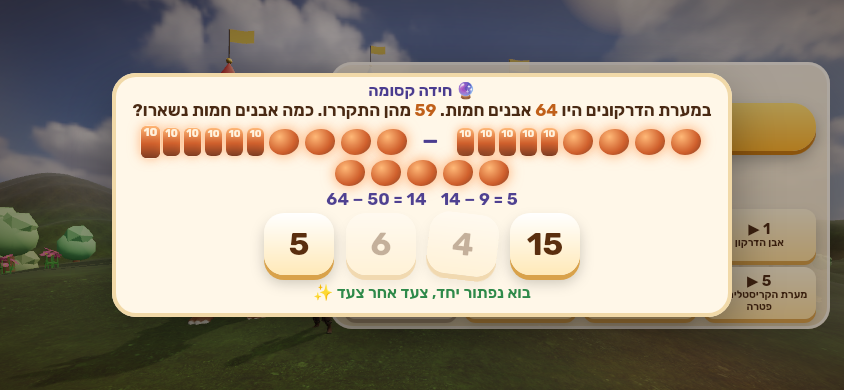 🔮 חידה קסומה
במערת הדרקונים היו 64 אבנים חמות. 59 מהן התקררו. כמה אבנים חמות נשארו?
10 10 10 10 10 10 – 10 10 10 10 10
64 – 50 = 14 14 – 9 = 5
5 6 4 15
בוא נפתור יחד, צעד אחר צעד ✨
▶ 1
אבן הדרקון
▶ 5
מערת הקריסטלים
פטרה